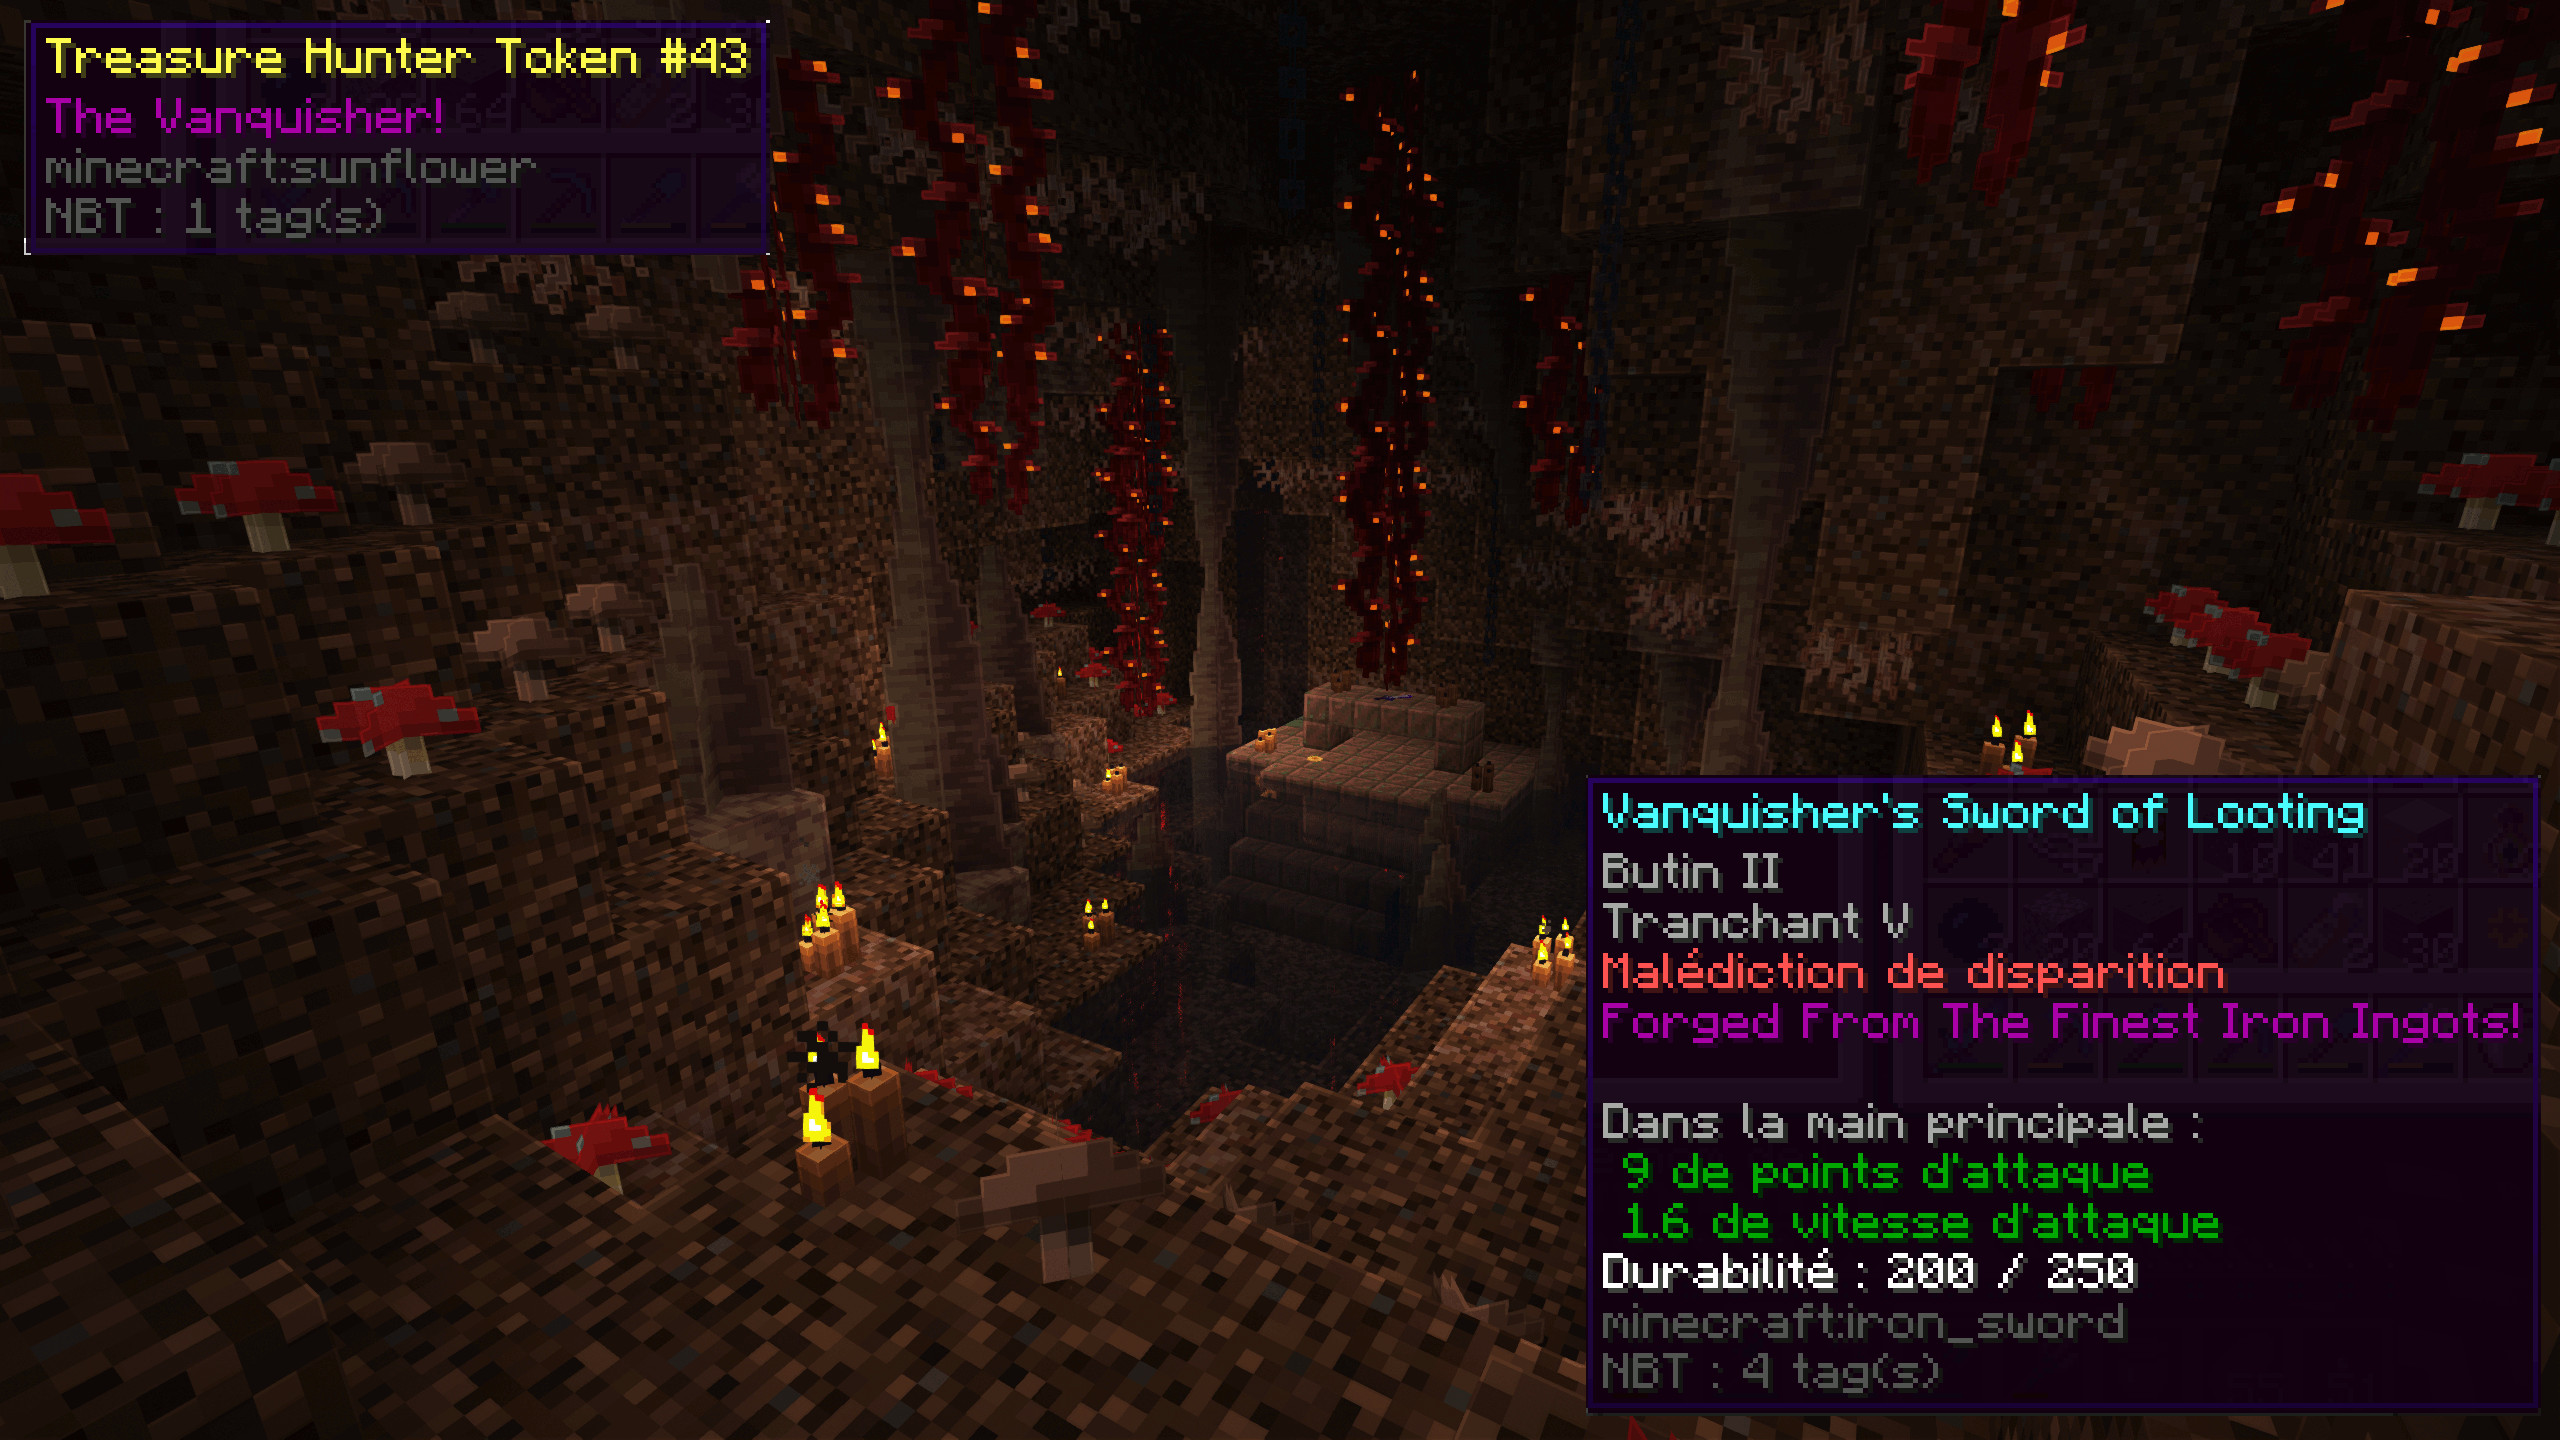 Treasure Hunter Token #43
The Vanquisher!
minecraft:sunflower
NBT : 1 tag(s)
Vanquisher's Sword of Looting
Butin II
Tranchant V
Malédiction de disparition
Forged From The Finest Iron Ingots!
Dans la main principale :
9 de points d'attaque
1.6 de vitesse d'attaque
Durabilité : 200 / 250
minecraft:iron_sword
NBT : 4 tag(s)